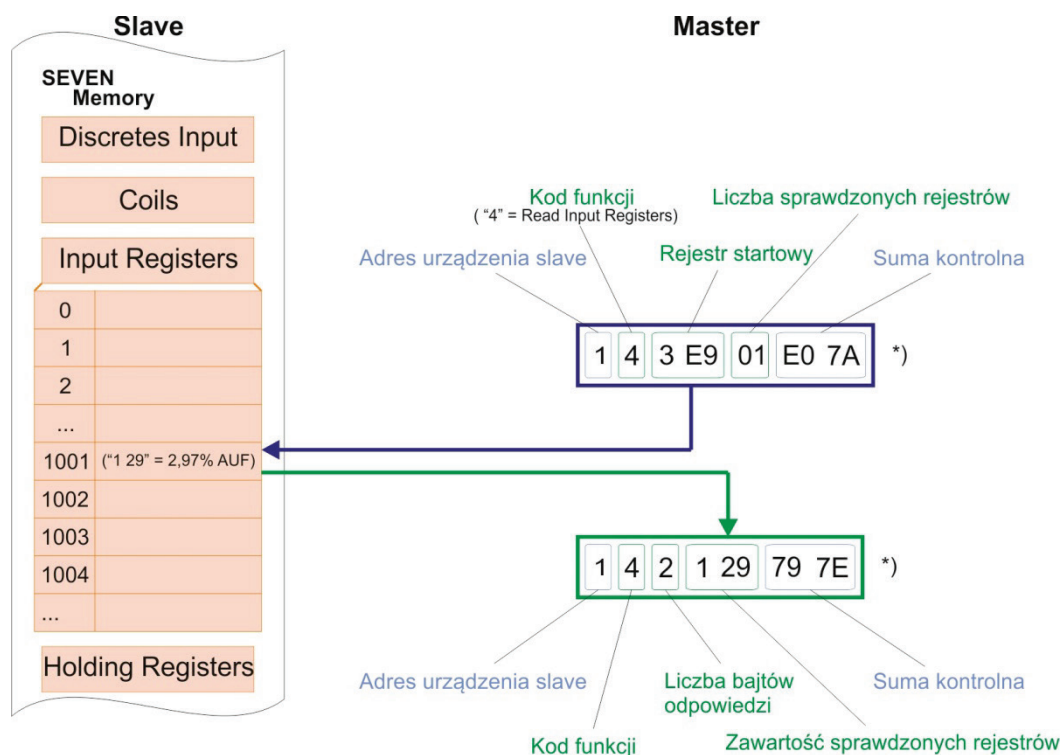 Slave
SEVEN
Memory
Discretes Input
Coils
Input Registers
0
1
2
...
1001 ("1 29" = 2,97% AUF)
1002
1003
1004
...
Holding Registers
Master
Kod funkcji
( "4" = Read Input Registers)
Liczba sprawdzonych rejestrów
Adres urządzenia slave
Rejestr startowy
Suma kontrolna
1 4 3 E9 01 E0 7A *)
1 4 2 1 29 79 7E *)
Adres urządzenia slave
Liczba bajtów
odpowiedzi
Suma kontrolna
Kod funkcji
Zawartość sprawdzonych rejestrów